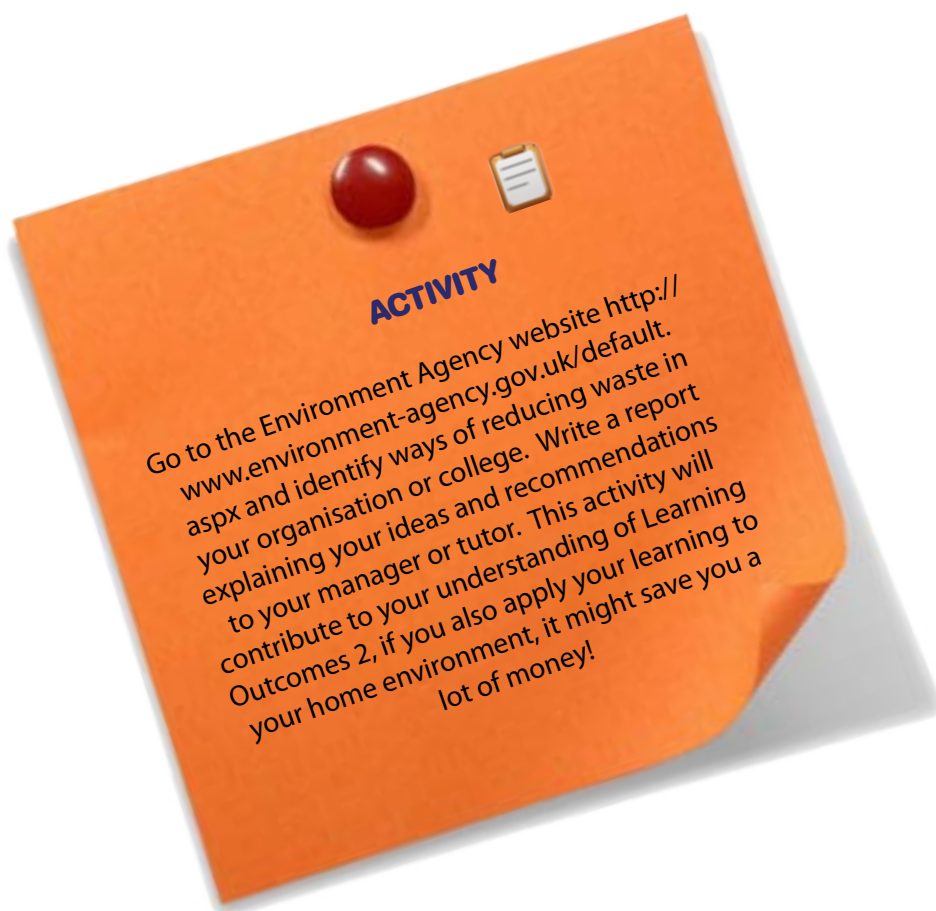 ACTIVITY
Go to the Environment Agency website http://
www.environment-agency.gov.uk/default.
aspx and identify ways of reducing waste in
your organisation or college. Write a report
explaining your ideas and recommendations
to your manager or tutor. This activity will
contribute to your understanding of Learning
Outcomes 2, if you also apply your learning to
your home environment, it might save you a
lot of money!